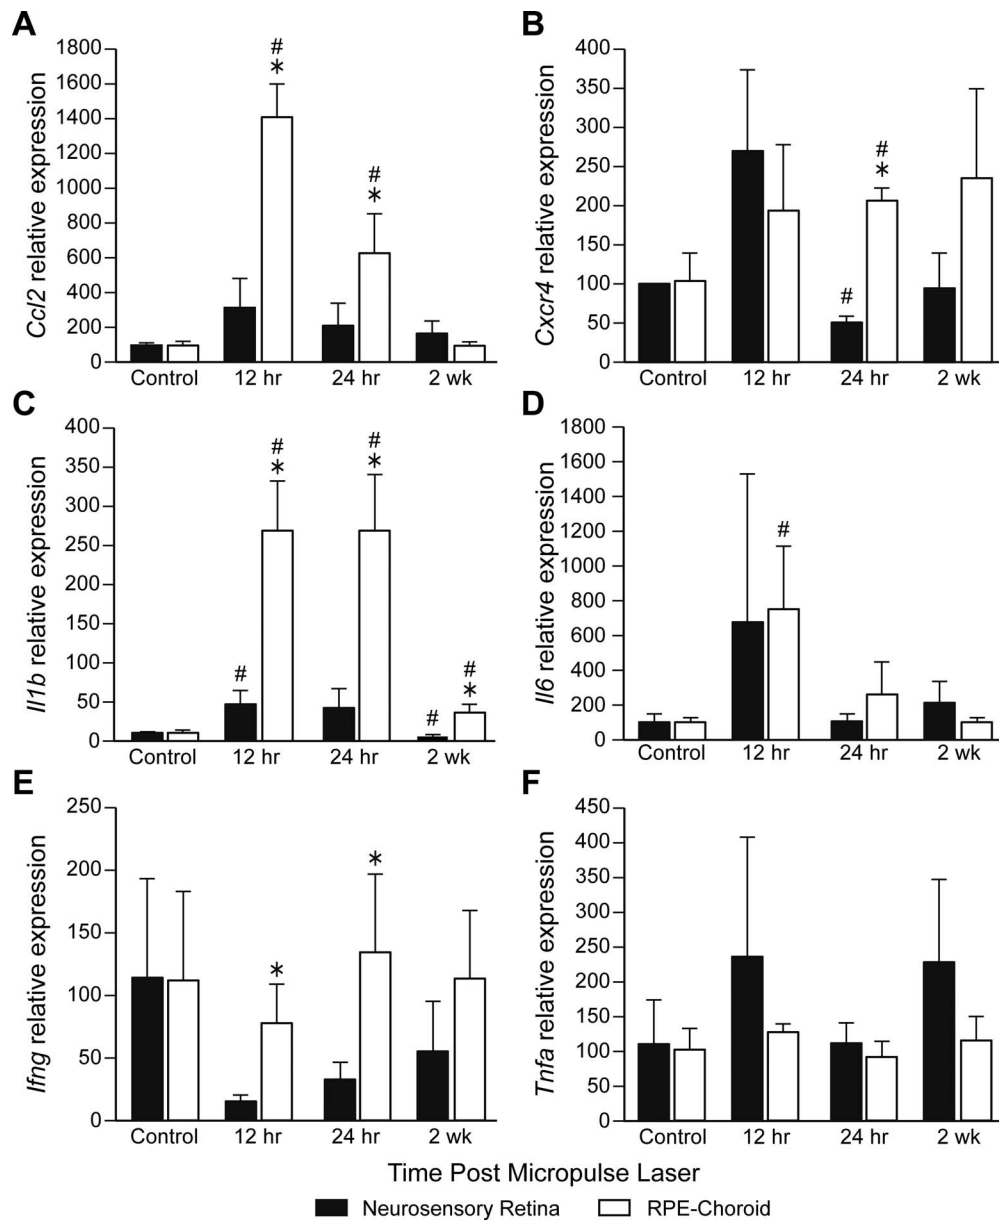 A
Ccl2 relative expression
1800
1600
1400
1200
1000
800
600
400
200
0
# * # *
Control 12 hr 24 hr 2 wk
B
Cxcr4 relative expression
400
350
300
250
200
150
100
50
0
# # *
Control 12 hr 24 hr 2 wk
C
Il1b relative expression
400
350
300
250
200
150
100
50
0
# # * # * # # *
Control 12 hr 24 hr 2 wk
D
Il6 relative expression
1800
1600
1400
1200
1000
800
600
400
200
0
#
Control 12 hr 24 hr 2 wk
E
Ifng relative expression
250
200
150
100
50
0
* *
Control 12 hr 24 hr 2 wk
F
Tnfa relative expression
450
400
350
300
250
200
150
100
50
0
Control 12 hr 24 hr 2 wk
Time Post Micropulse Laser
Neurosensory Retina RPE-Choroid